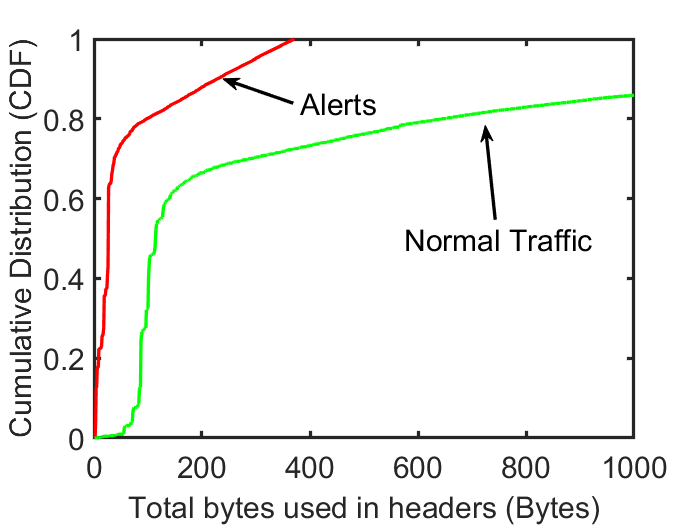 1
0.8
0.6
0.4
0.2
0
Cumulative Distribution (CDF)
Alerts
Normal Traffic
0 200 400 600 800 1000
Total bytes used in headers (Bytes)